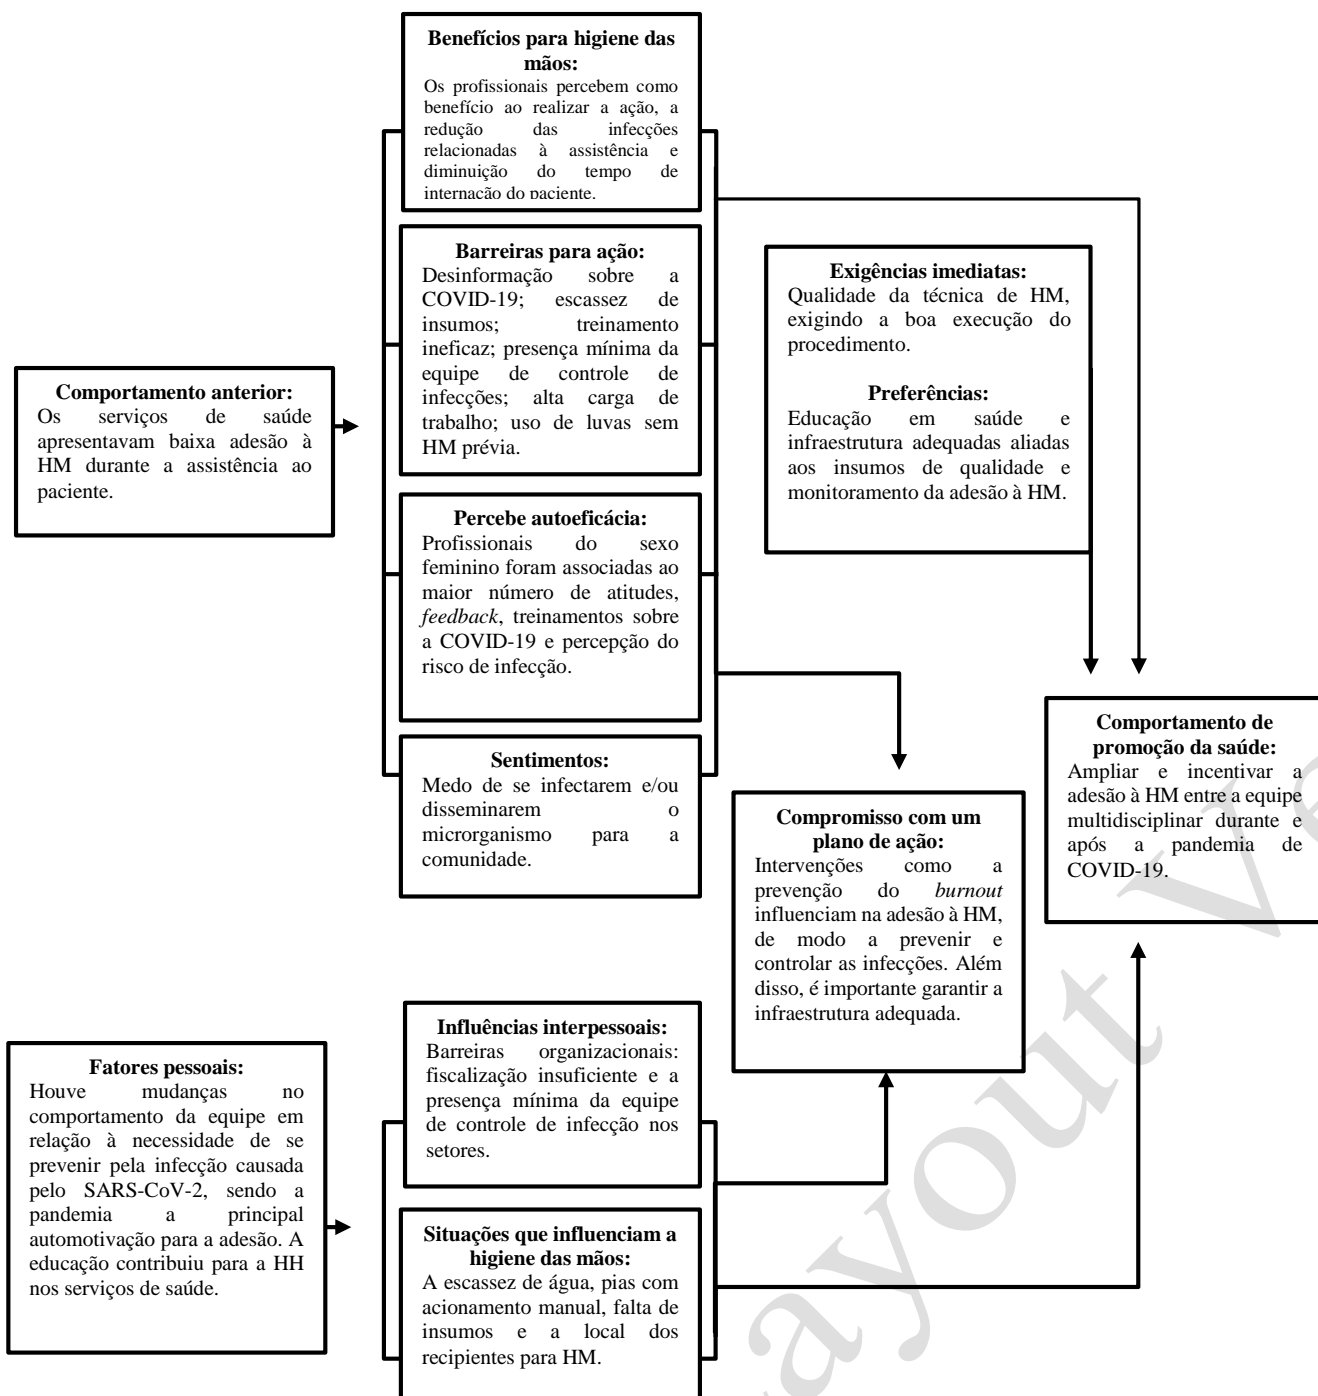 Benefícios para higiene das
mãos:
Os profissionais percebem como
benefício ao realizar a ação, a
redução das infecções
relacionadas à assistência e
diminuição do tempo de
internação do paciente.
Barreiras para ação:
Desinformação sobre a
COVID-19; escassez de
insumos; treinamento
ineficaz; presença mínima da
equipe de controle de
infecções; alta carga de
trabalho; uso de luvas sem
HM prévia.
Exigências imediatas:
Qualidade da técnica de HM,
exigindo a boa execução do
procedimento.
Preferências:
Educação em saúde e
infraestrutura adequadas aliadas
aos insumos de qualidade e
monitoramento da adesão à HM.
Comportamento anterior:
Os serviços de saúde
apresentavam baixa adesão à
HM durante a assistência ao
paciente.
Percebe autoeficácia:
Profissionais do sexo
feminino foram associadas ao
maior número de atitudes,
feedback, treinamentos sobre
a COVID-19 e percepção do
risco de infecção.
Sentimentos:
Medo de se infectarem e/ou
disseminarem o
microrganismo para a
comunidade.
Comportamento de
promoção da saúde:
Ampliar e incentivar a
adesão à HM entre a equipe
multidisciplinar durante e
após a pandemia de
COVID-19.
Compromisso com um
plano de ação:
Intervenções como a
prevenção do burnout
influenciam na adesão à HM,
de modo a prevenir e
controlar as infecções. Além
disso, é importante garantir a
infraestrutura adequada.
Influências interpessoais:
Barreiras organizacionais:
fiscalização insuficiente e a
presença mínima da equipe
de controle de infecção nos
setores.
Fatores pessoais:
Houve mudanças no
comportamento da equipe em
relação à necessidade de se
prevenir pela infecção causada
pelo SARS-CoV-2, sendo a
pandemia a principal
automotivação para a adesão. A
educação contribuiu para a HH
nos serviços de saúde.
Situações que influenciam a
higiene das mãos:
A escassez de água, pias com
acionamento manual, falta de
insumos e a local dos
recipientes para HM.
ayout Ve